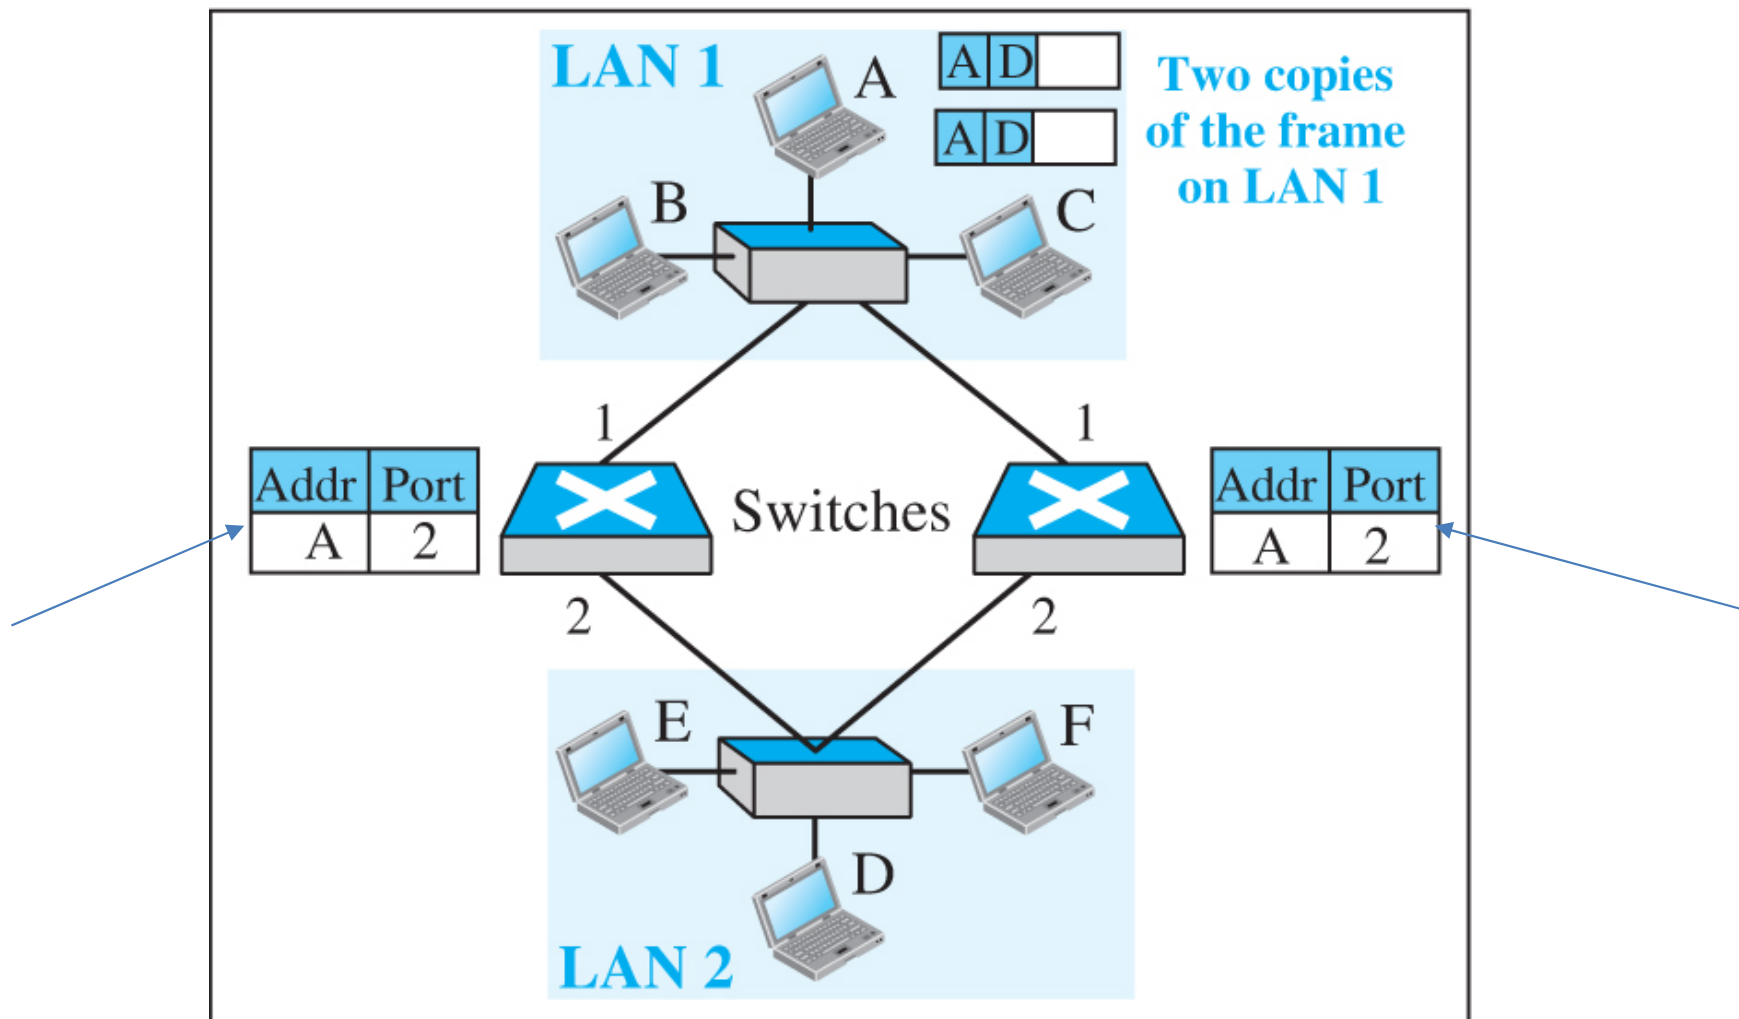 LAN 1
A
A D
A D
Two copies
of the frame
on LAN 1
B
C
1
1
Addr Port
A 2
Switches
Addr Port
A 2
2
2
E
F
D
LAN 2